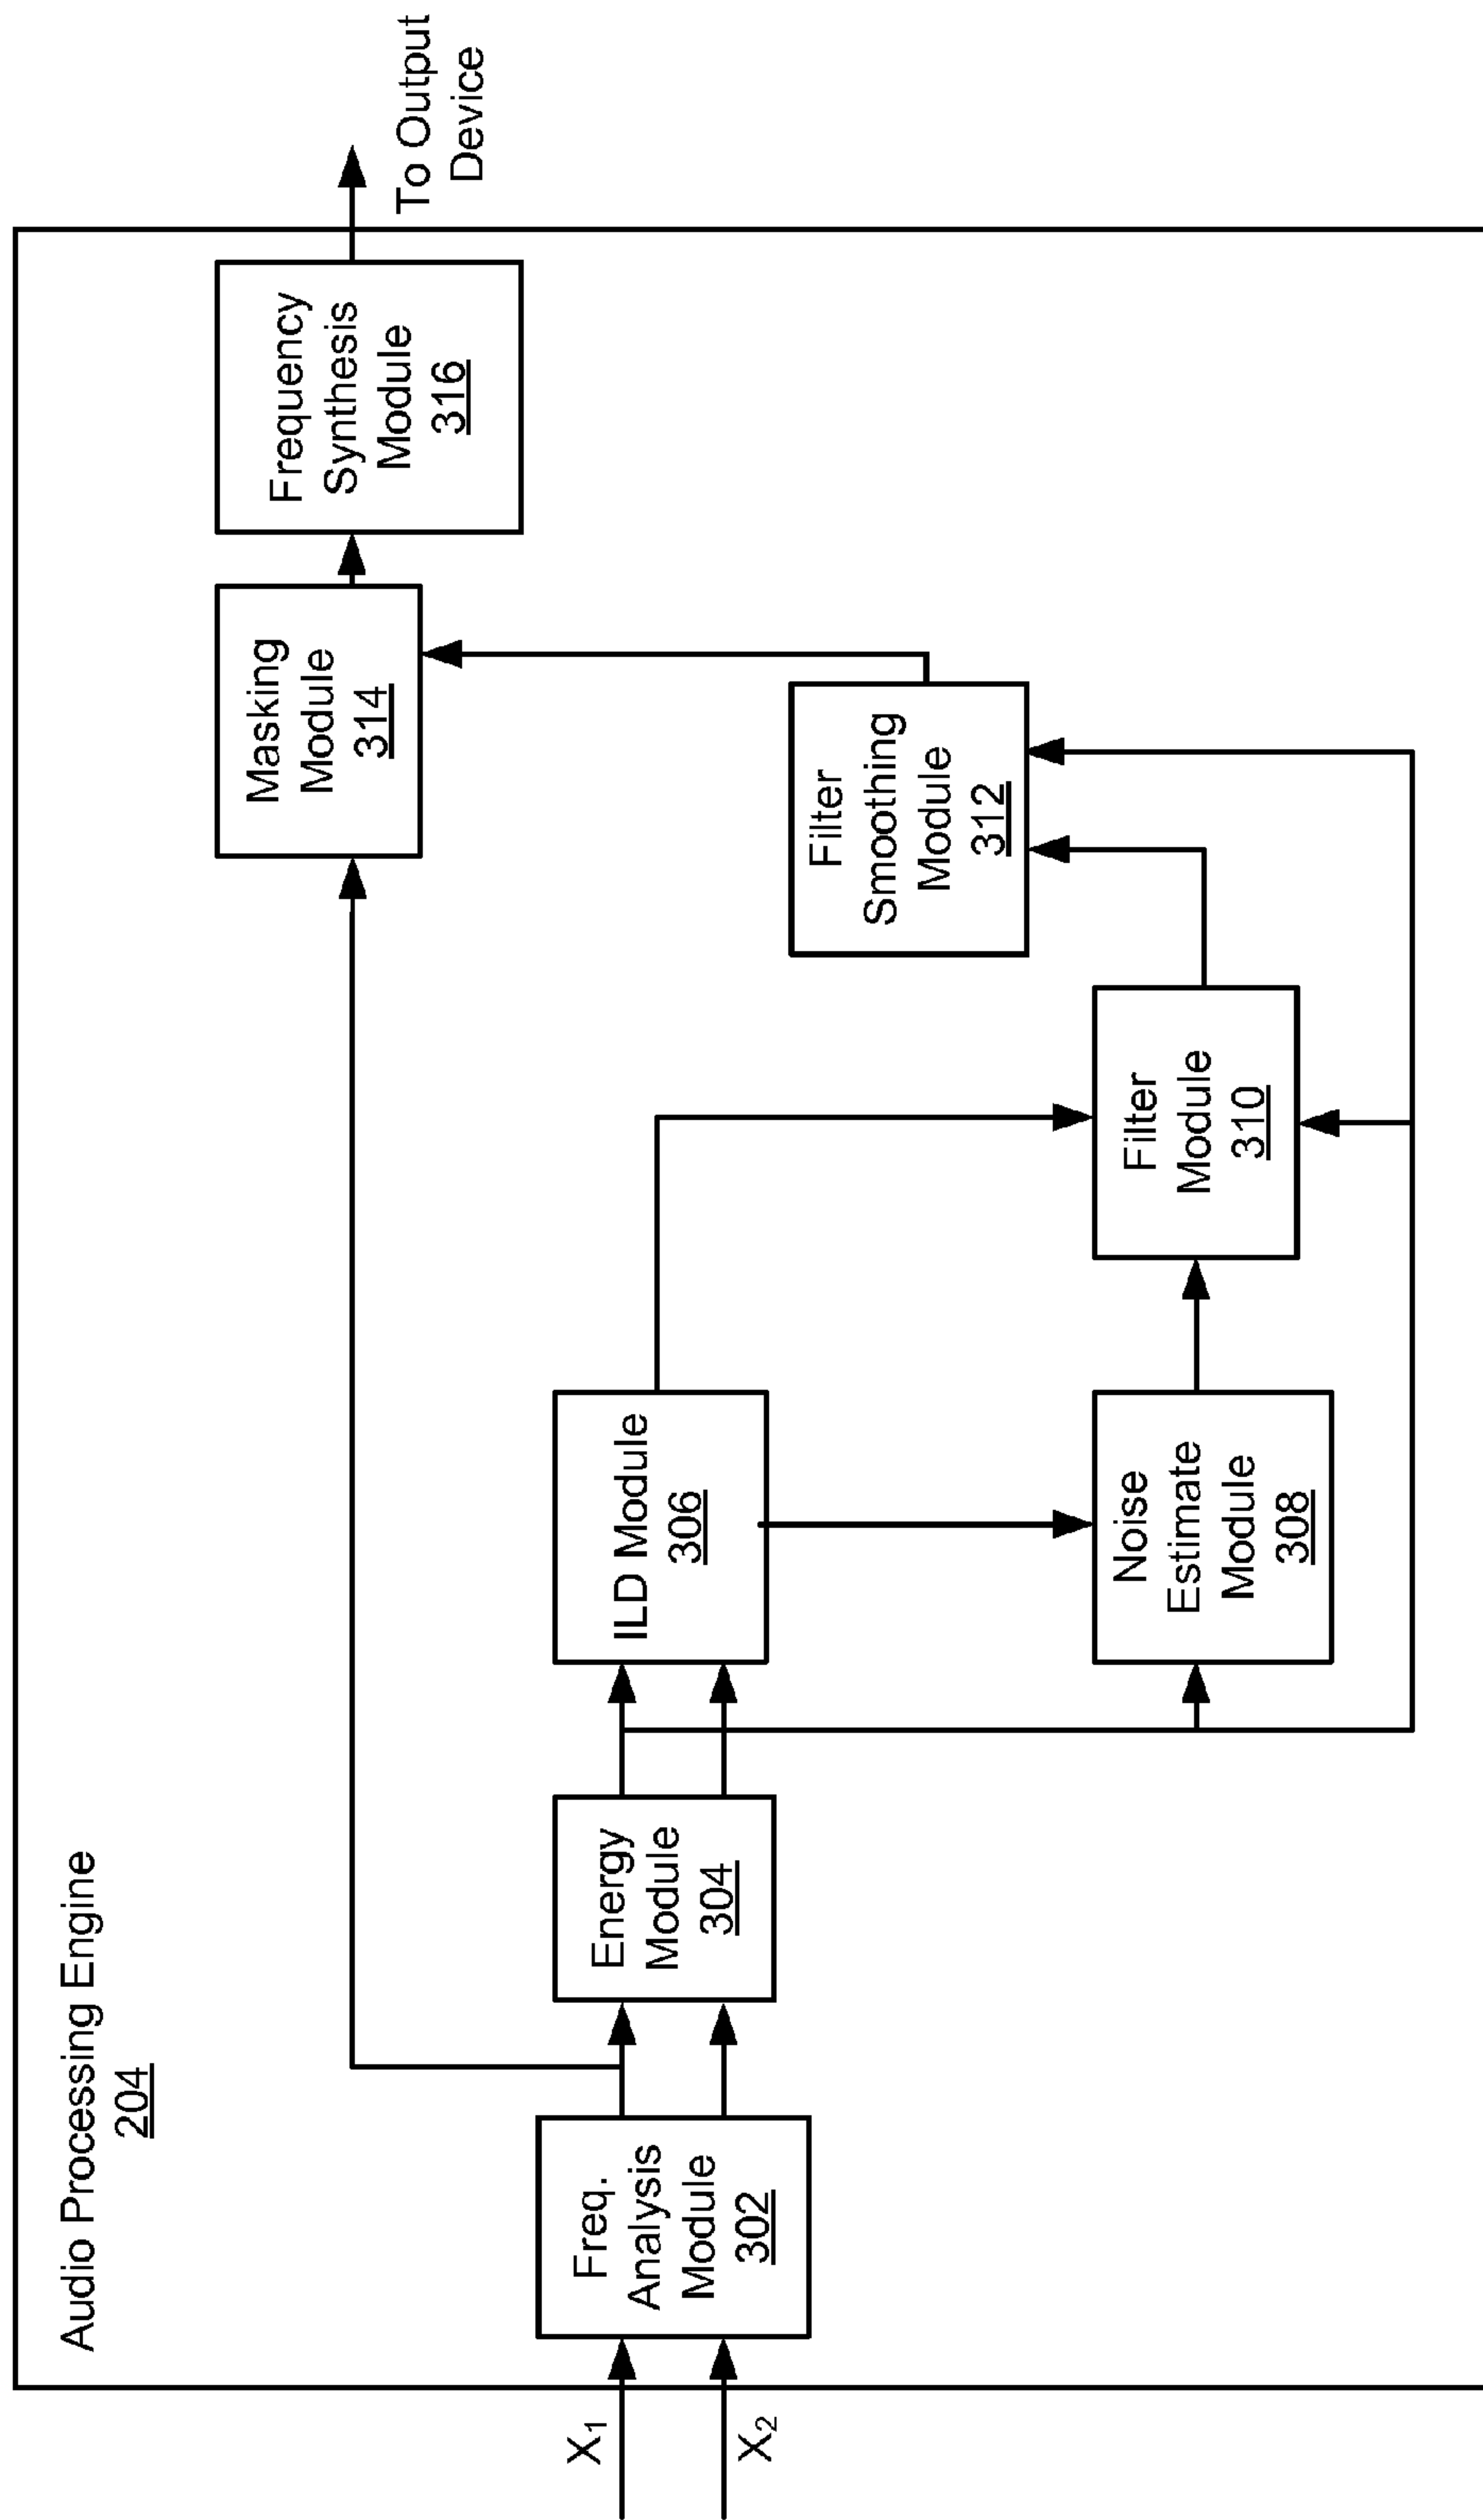 Audio Processing Engine
204
X1
X2
Freq.
Analysis
Module
302
Energy
Module
304
ILD Module
306
Noise
Estimate
Module
308
Filter
Module
310
Filter
Smoothing
Module
312
Masking
Module
314
Frequency
Synthesis
Module
316
To Output
Device